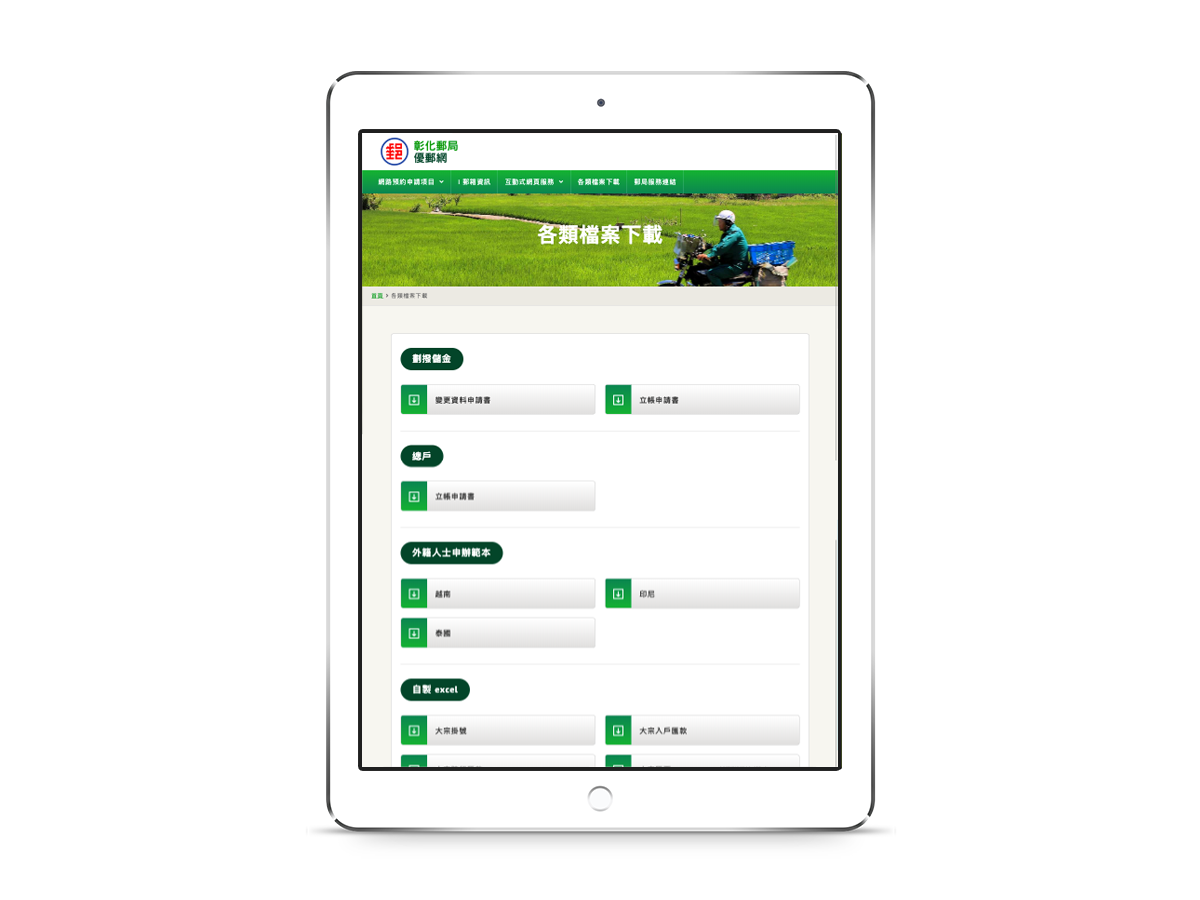 郵
彰化郵局
優郵網
網路預約申請項目
i 郵箱資訊
互動式網頁服務
各類檔案下載
郵局服務連結
各類檔案下載
首頁 > 各類檔案下載
劃撥儲金
變更資料申請書
立帳申請書
總戶
立帳申請書
外籍人士申辦範本
越南
印尼
泰國
自製 excel
大宗掛號
大宗入戶匯款